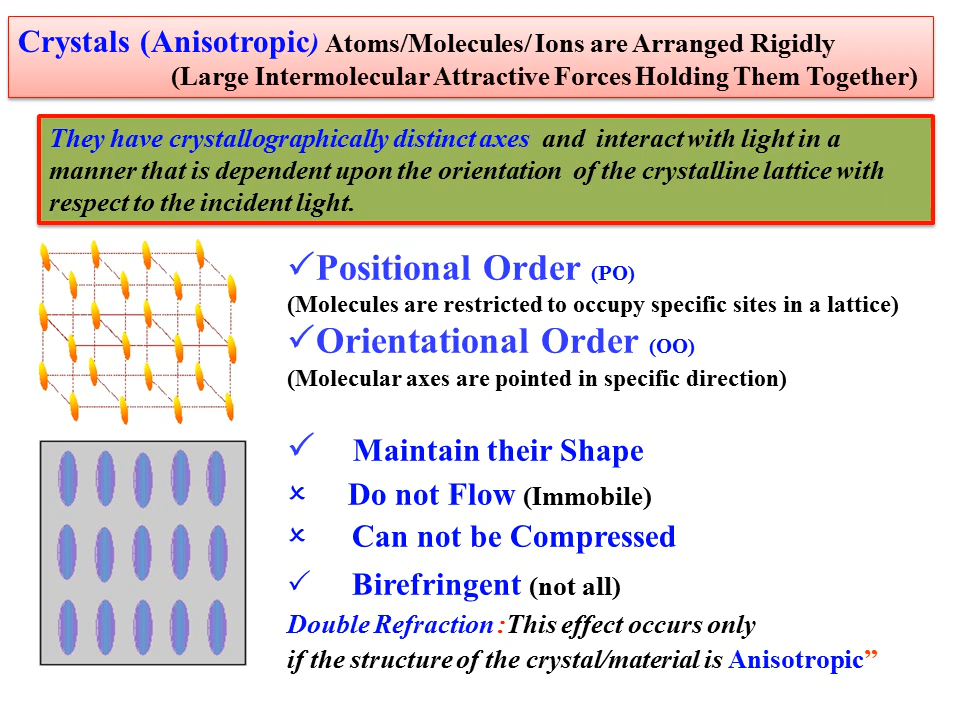 Crystals (Anisotropic) Atoms/Molecules/Ions are Arranged Rigidly
(Large Intermolecular Attractive Forces Holding Them Together)
They have crystallographically distinct axes and interact with light in a
manner that is dependent upon the orientation of the crystalline lattice with
respect to the incident light.
✓Positional Order (PO)
(Molecules are restricted to occupy specific sites in a lattice)
✓Orientational Order (OO)
(Molecular axes are pointed in specific direction)
✓ Maintain their Shape
× Do not Flow (Immobile)
× Can not be Compressed
✓ Birefringent (not all)
Double Refraction :This effect occurs only
if the structure of the crystal/material is Anisotropic”